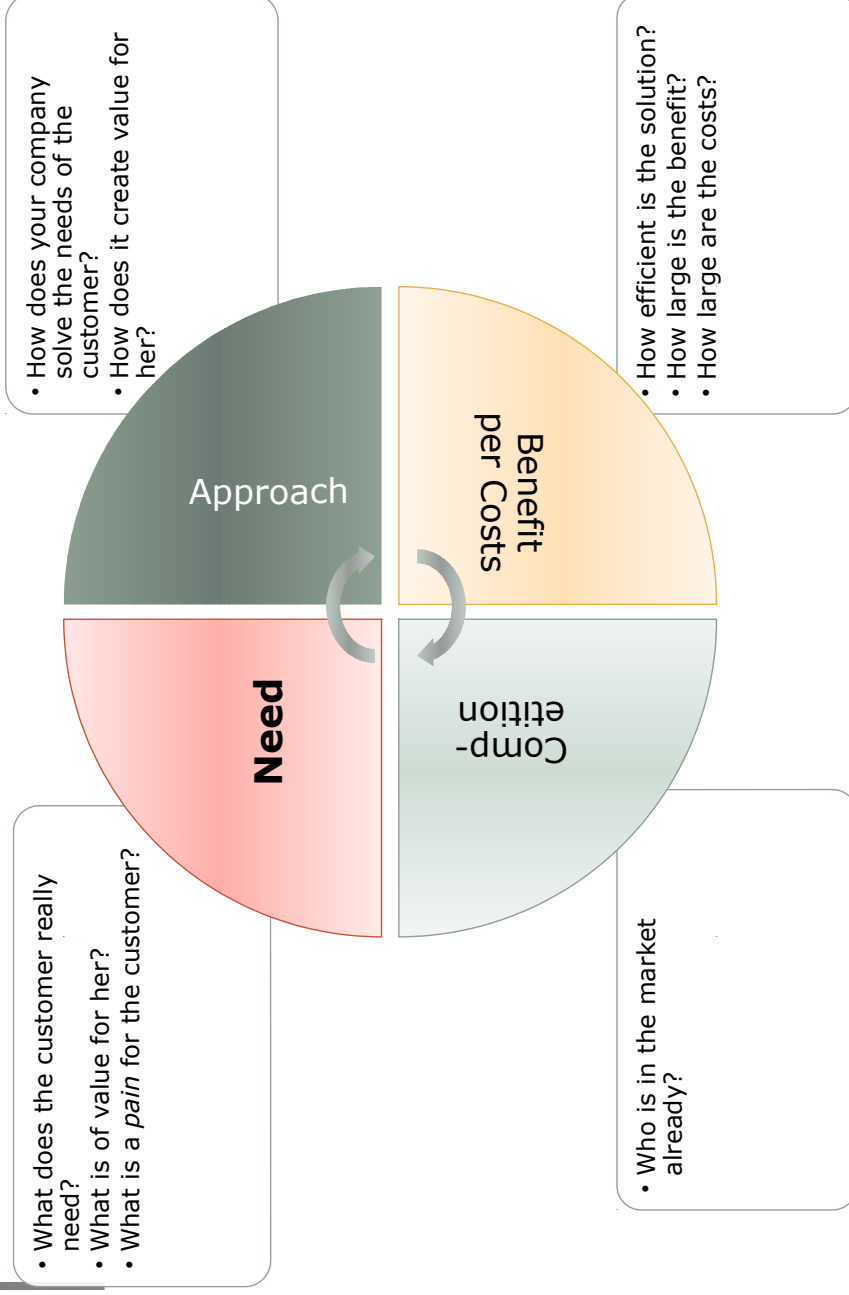 • What does the customer really
need?
• What is of value for her?
• What is a pain for the customer?
• How does your company
solve the needs of the
customer?
• How does it create value for
her?
Need
Approach
Comp-
etition
Benefit
per Costs
• Who is in the market
already?
• How efficient is the solution?
• How large is the benefit?
• How large are the costs?